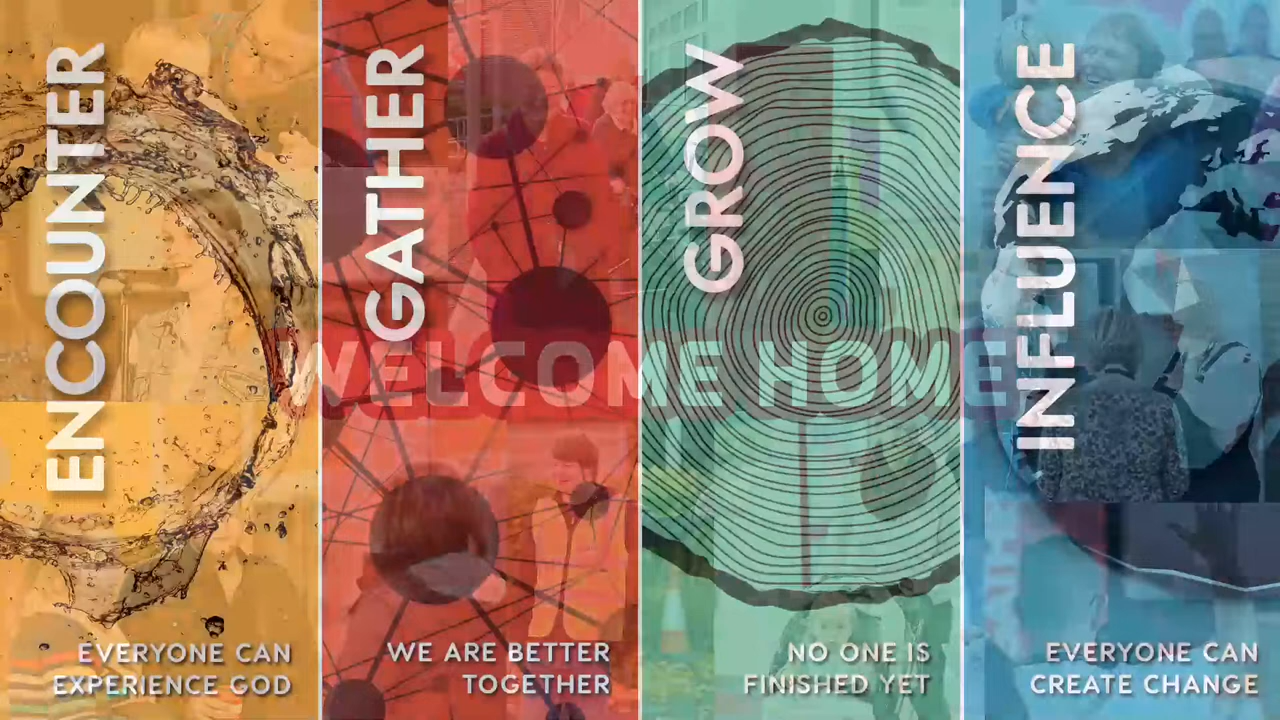 ENCOUNTER
EVERYONE CAN
EXPERIENCE GOD
GATHER
WE ARE BETTER
TOGETHER
GROW
NO ONE IS
FINISHED YET
INFLUENCE
EVERYONE CAN
CREATE CHANGE
WELCOME HOME